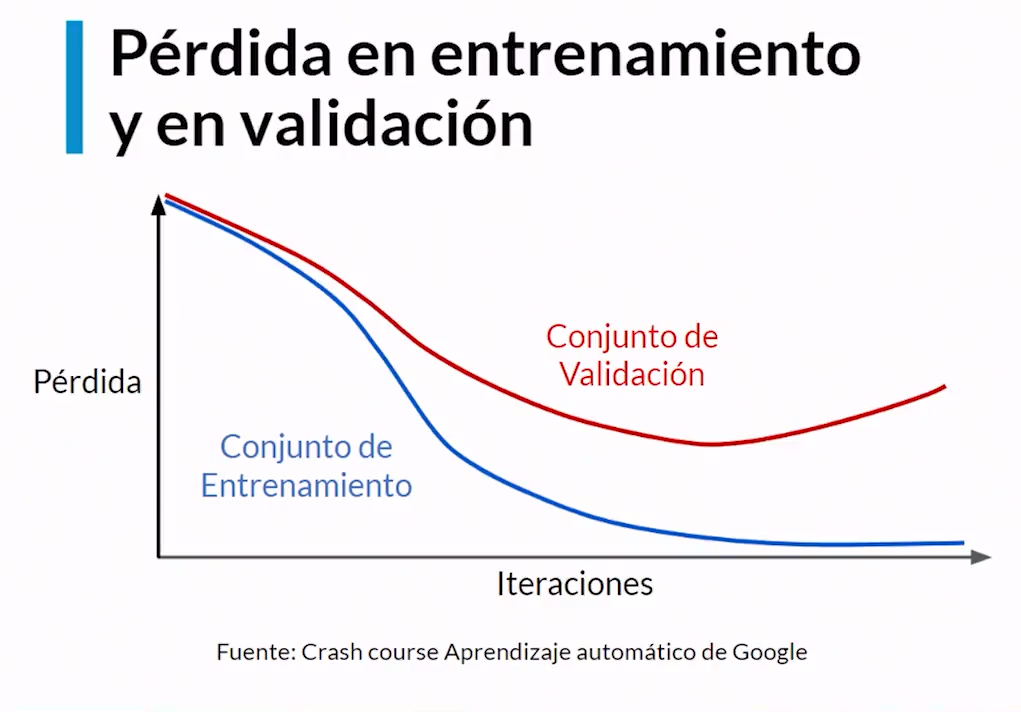 Pérdida en entrenamiento
y en validación
Conjunto de
Validación
Pérdida
Conjunto de
Entrenamiento
Iteraciones
Fuente: Crash course Aprendizaje automático de Google